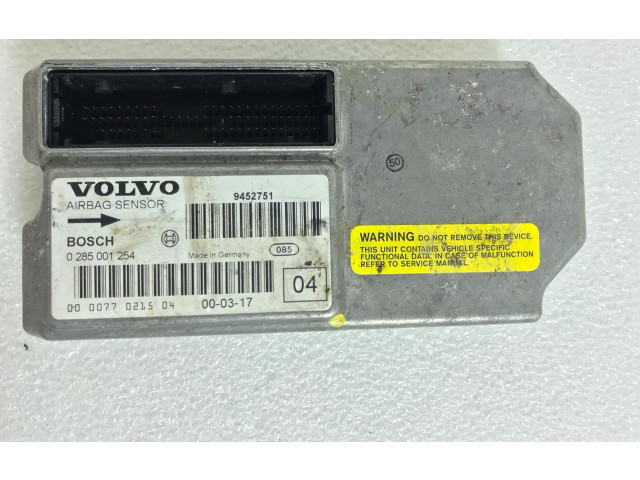 VOLVO
AIRBAG SENSOR
9452751
BOSCH
0 285 001 254
Made in Germany
085
04
00 0077 0215 04
00-03-17
50
WARNING DO NOT REMOVE THIS DEVICE.
THIS UNIT CONTAINS VEHICLE SPECIFIC
FUNCTIONAL DATA. IN CASE OF MALFUNCTION
REFER TO SERVICE MANUAL